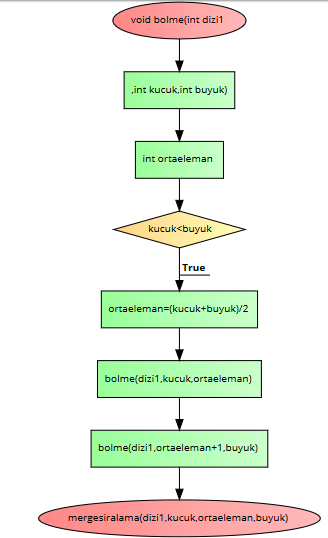 void bolme(int dizi1
,int kucuk,int buyuk)
int ortaeleman
kucuk<buyuk
True
ortaeleman=(kucuk+buyuk)/2
bolme(dizi1,kucuk,ortaeleman)
bolme(dizi1,ortaeleman+1,buyuk)
mergesiralama(dizi1,kucuk,ortaeleman,buyuk)